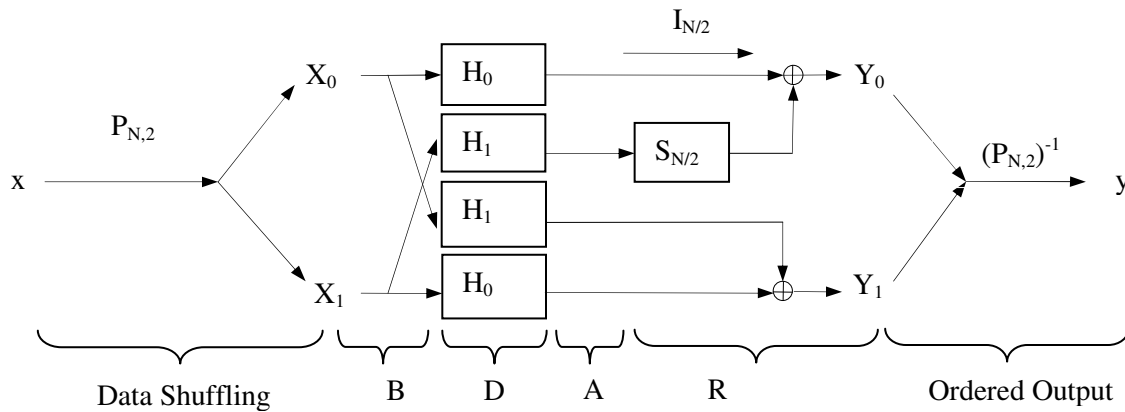 I_{N/2}
X_0
H_0
Y_0
P_{N,2}
H_1
S_{N/2}
(P_{N,2})^{-1}
x
y
H_1
X_1
H_0
Y_1
Data Shuffling
B
D
A
R
Ordered Output